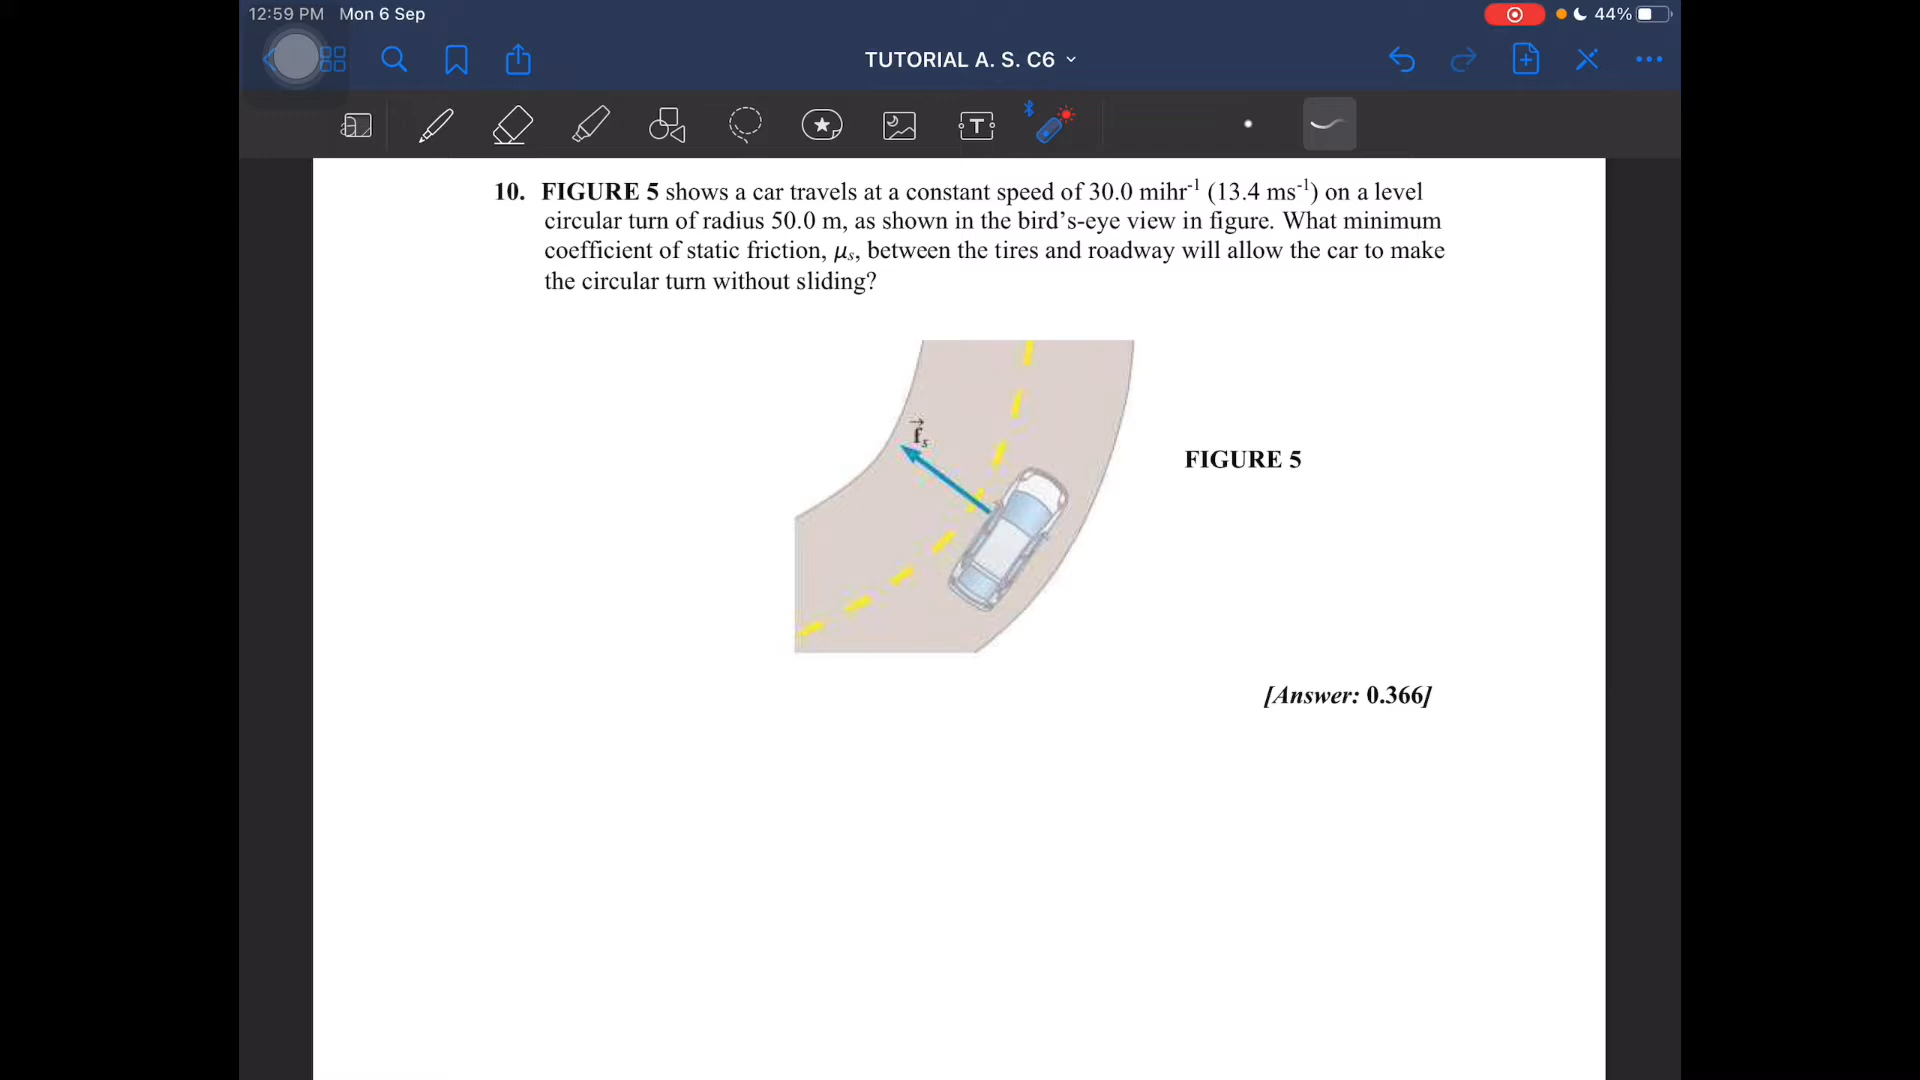 12:59 PM Mon 6 Sep
44%
TUTORIAL A. S. C6
T
10. FIGURE 5 shows a car travels at a constant speed of 30.0 mihr⁻¹ (13.4 ms⁻¹) on a level
circular turn of radius 50.0 m, as shown in the bird’s-eye view in figure. What minimum
coefficient of static friction, μₛ, between the tires and roadway will allow the car to make
the circular turn without sliding?
f⃗ₛ
FIGURE 5
[Answer: 0.366]